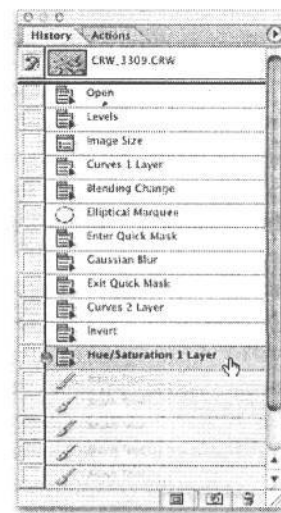 History Actions
CRW_3309.CRW
Open
Levels
Image Size
Curves 1 Layer
Blending Change
Elliptical Marquee
Enter Quick Mask
Gaussian Blur
Exit Quick Mask
Curves 2 Layer
Invert
Hue/Saturation 1 Layer